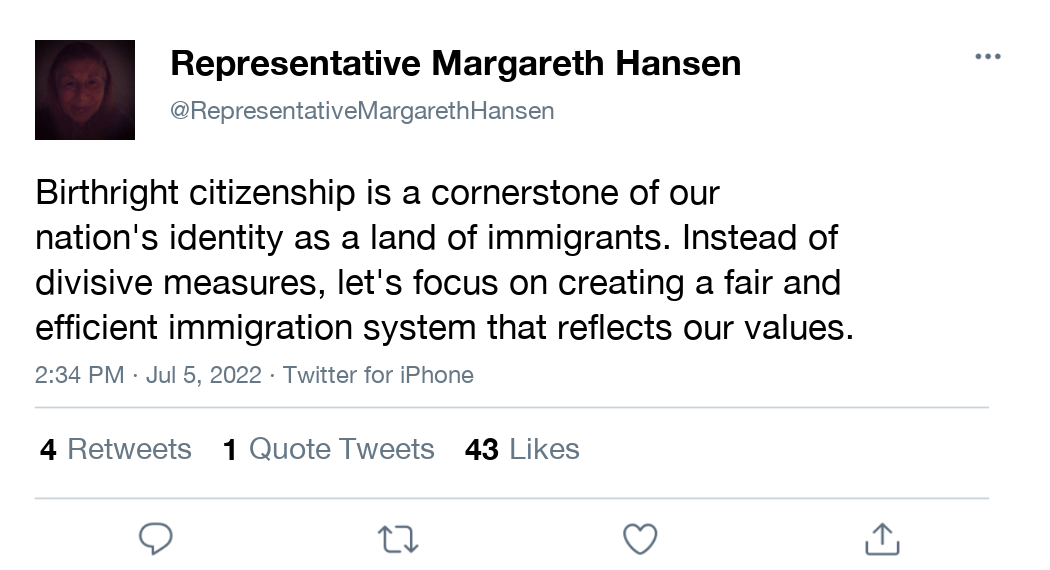 Representative Margareth Hansen
@RepresentativeMargarethHansen
Birthright citizenship is a cornerstone of our
nation's identity as a land of immigrants. Instead of
divisive measures, let's focus on creating a fair and
efficient immigration system that reflects our values.
2:34 PM · Jul 5, 2022 · Twitter for iPhone
4 Retweets 1 Quote Tweets 43 Likes